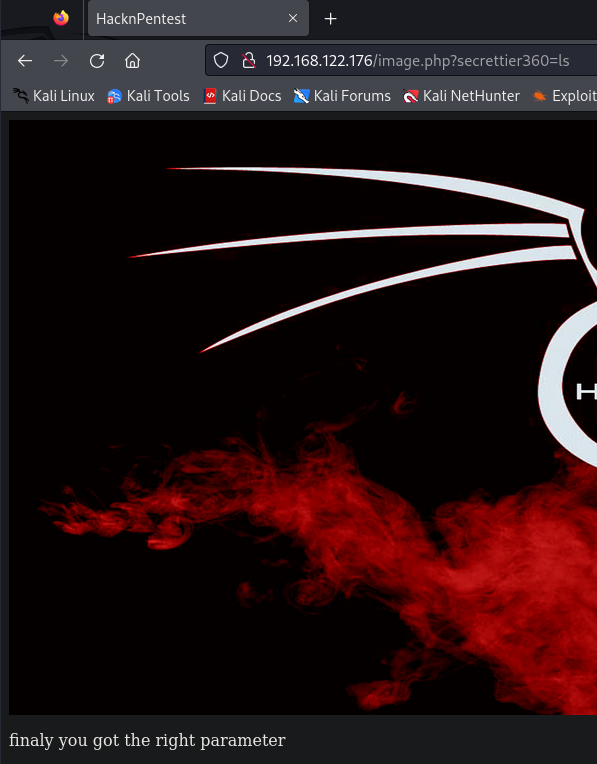 HacknPentest
192.168.122.176/image.php?secrettier360=ls
Kali Linux Kali Tools Kali Docs Kali Forums Kali NetHunter
finaly you got the right parameter